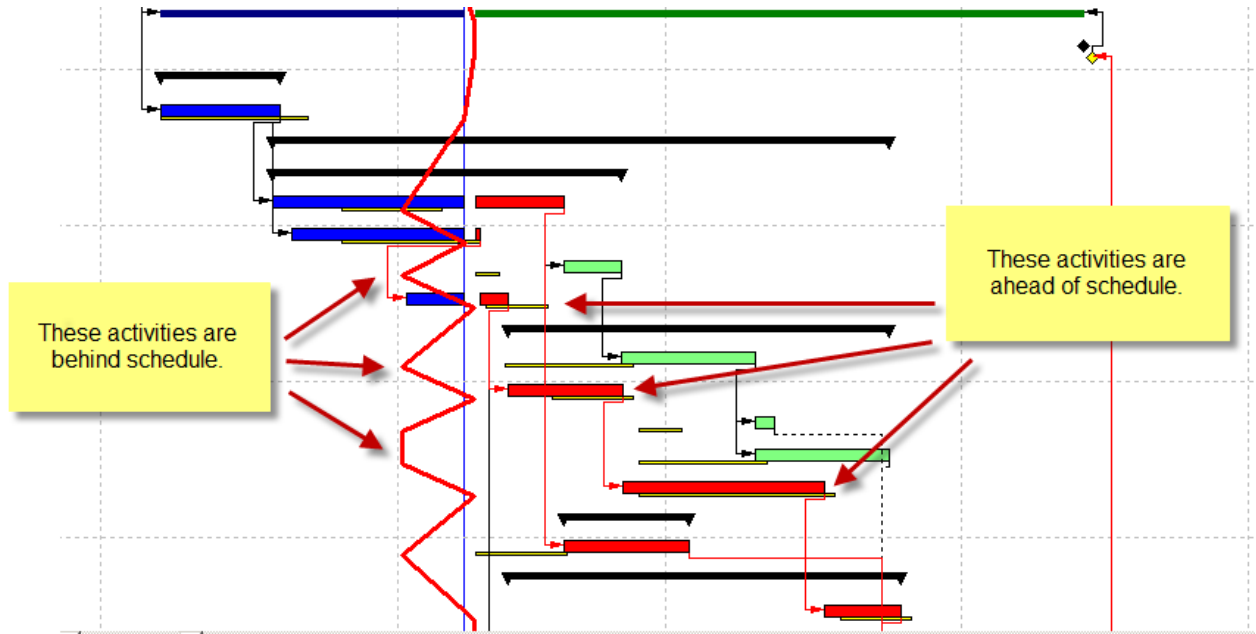 These activities are
behind schedule.
These activities are
ahead of schedule.